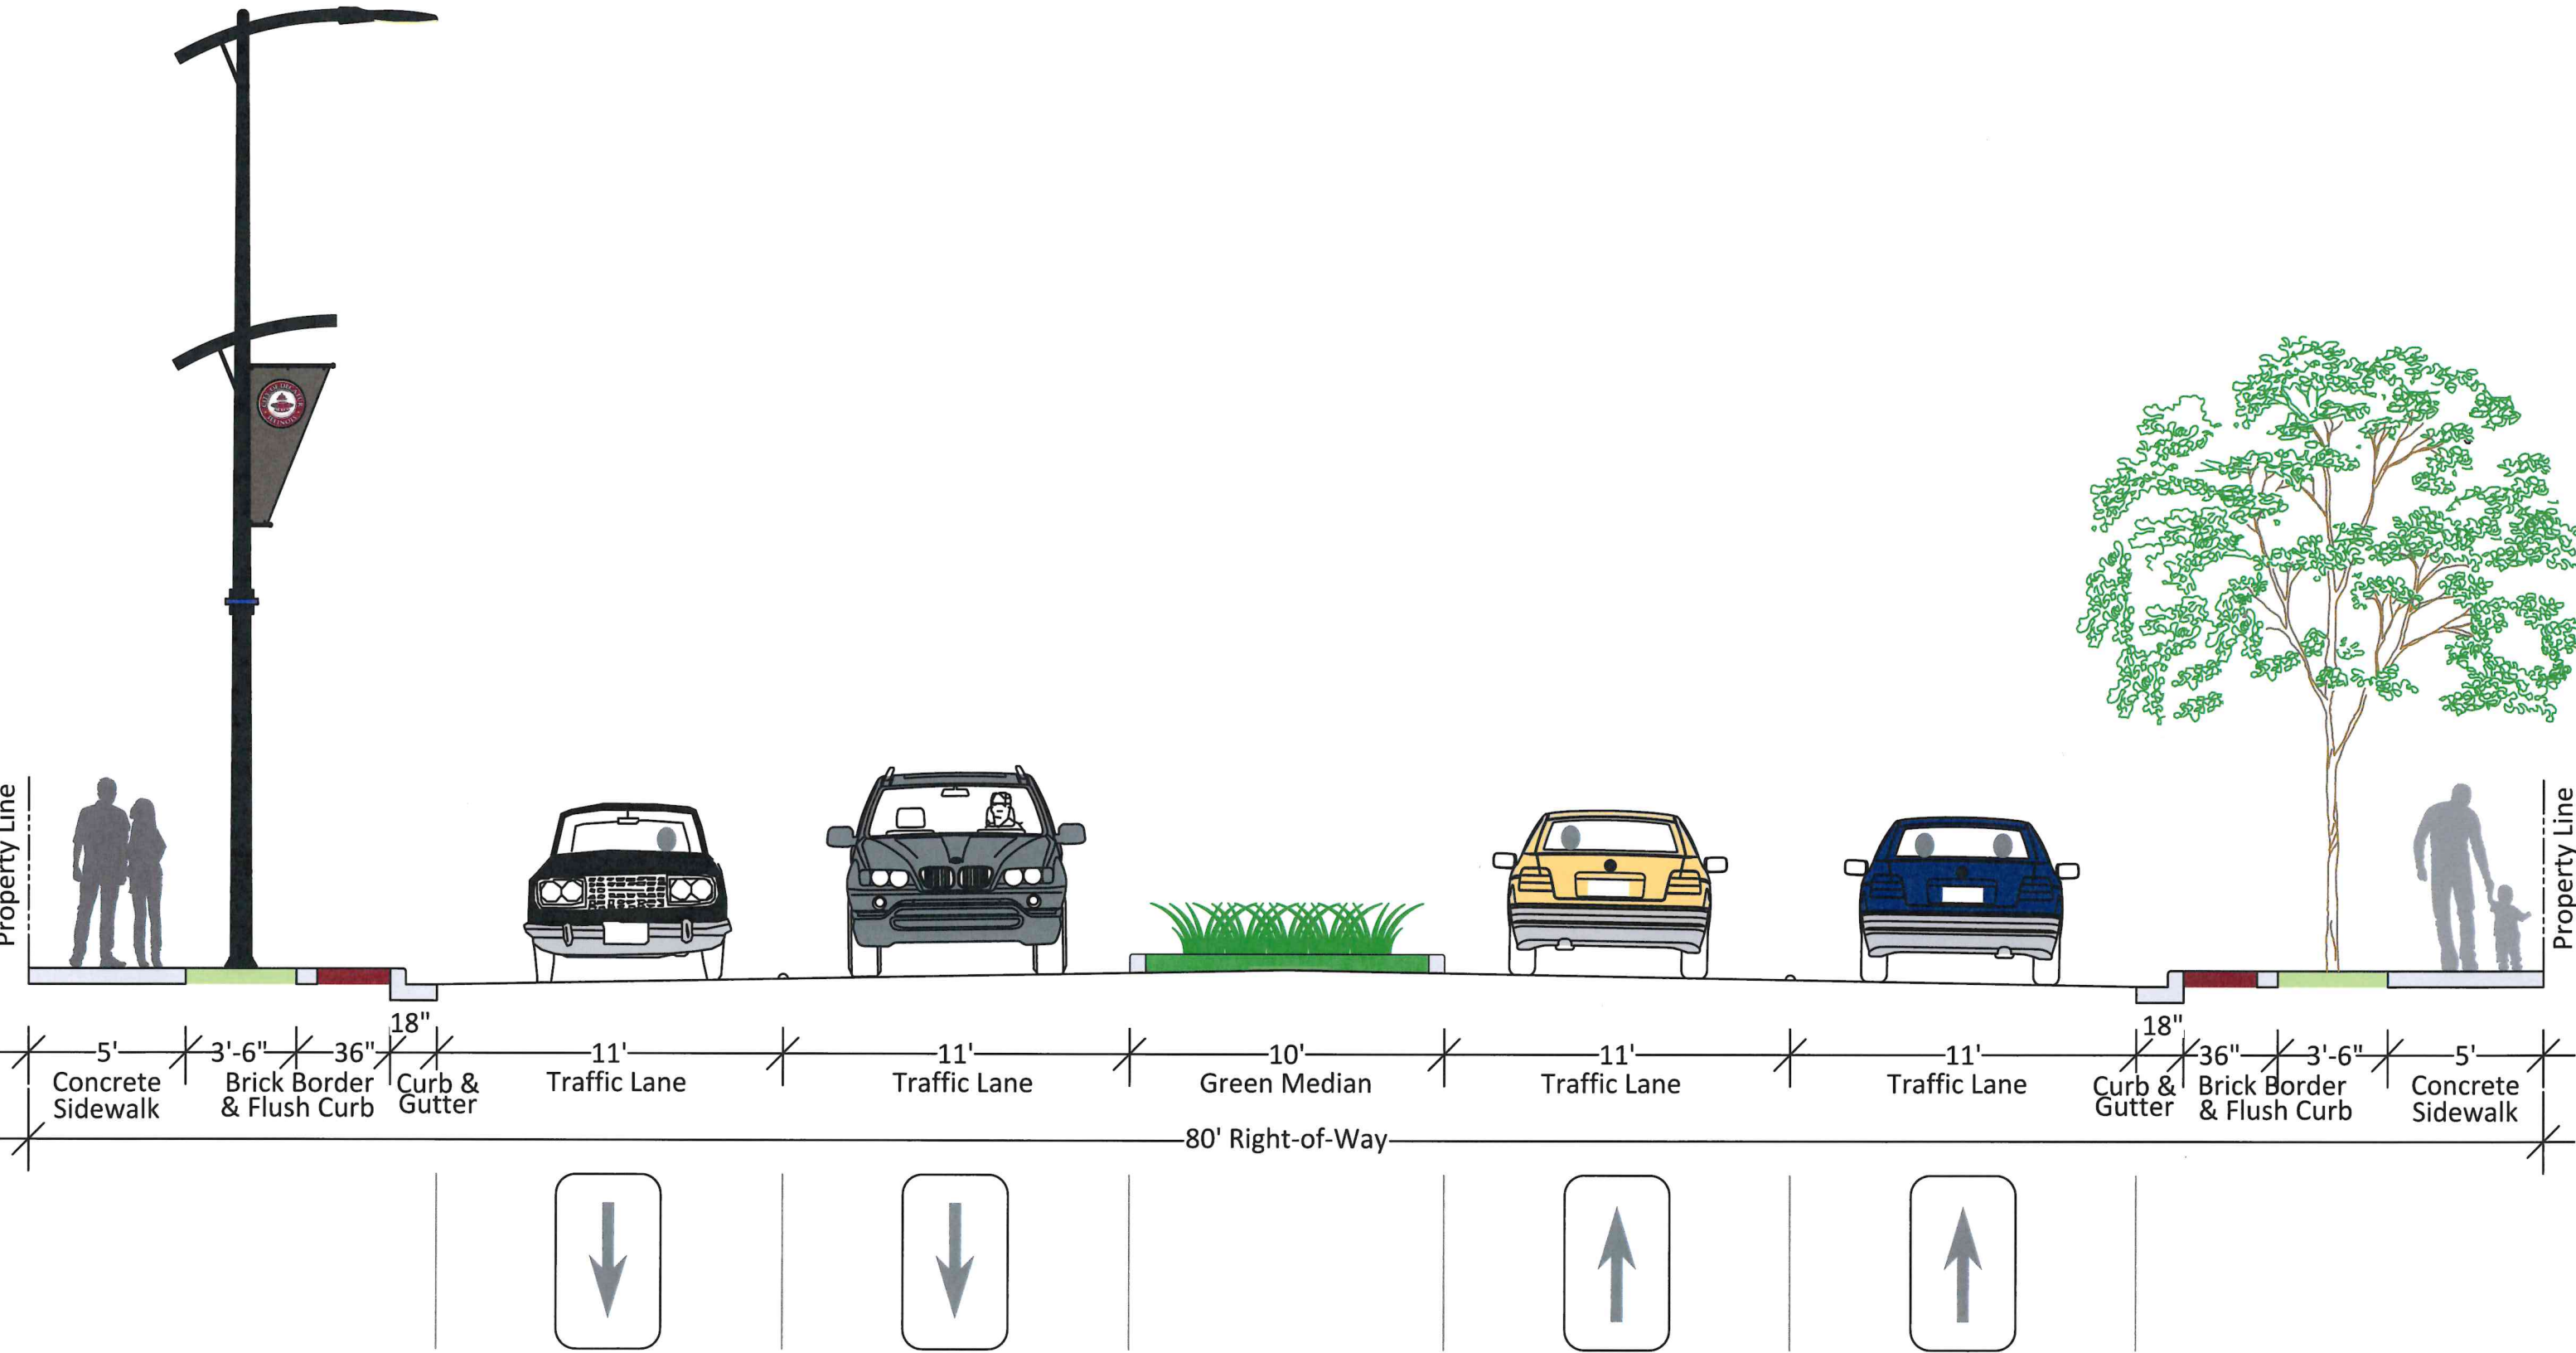 Property Line
Property Line
18"
18"
5'
3'-6"
36"
11'
11'
10'
11'
11'
36"
3'-6"
5'
Concrete
Sidewalk
Brick Border
& Flush Curb
Curb &
Gutter
Traffic Lane
Traffic Lane
Green Median
Traffic Lane
Traffic Lane
Curb &
Gutter
Brick Border
& Flush Curb
Concrete
Sidewalk
80' Right-of-Way